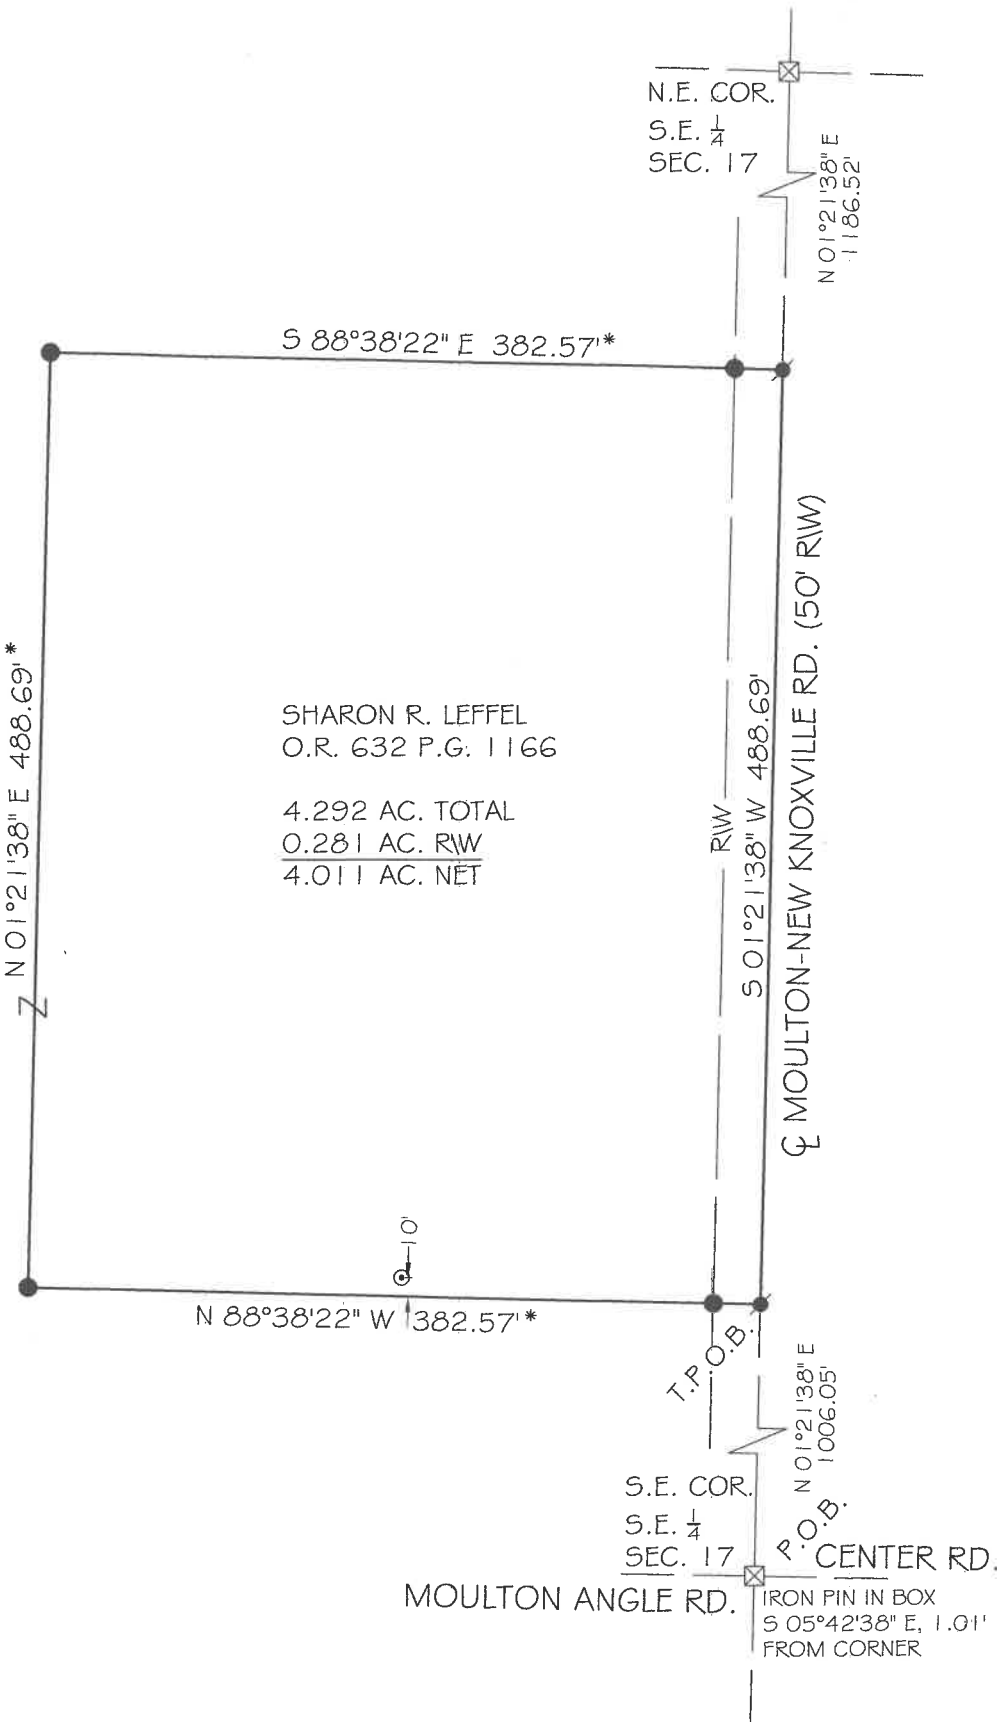 N.E. COR.
S.E. 1/4
SEC. 17
N 01°21'38" E
1186.52'
S 88°38'22" E 382.57'*
N 01°21'38" E 488.69'*
SHARON R. LEFFEL
O.R. 632 P.G. 1166
4.292 AC. TOTAL
0.281 AC. R\W
4.011 AC. NET
R\W
S 01°21'38" W 488.69'
℄ MOULTON-NEW KNOXVILLE RD. (50' R\W)
Z
10'
N 88°38'22" W 382.57'*
T.P.O.B.
N 01°21'38" E
1006.05'
S.E. COR.
S.E. 1/4
SEC. 17
P.O.B.
CENTER RD.
MOULTON ANGLE RD.
IRON PIN IN BOX
S 05°42'38" E, 1.01'
FROM CORNER